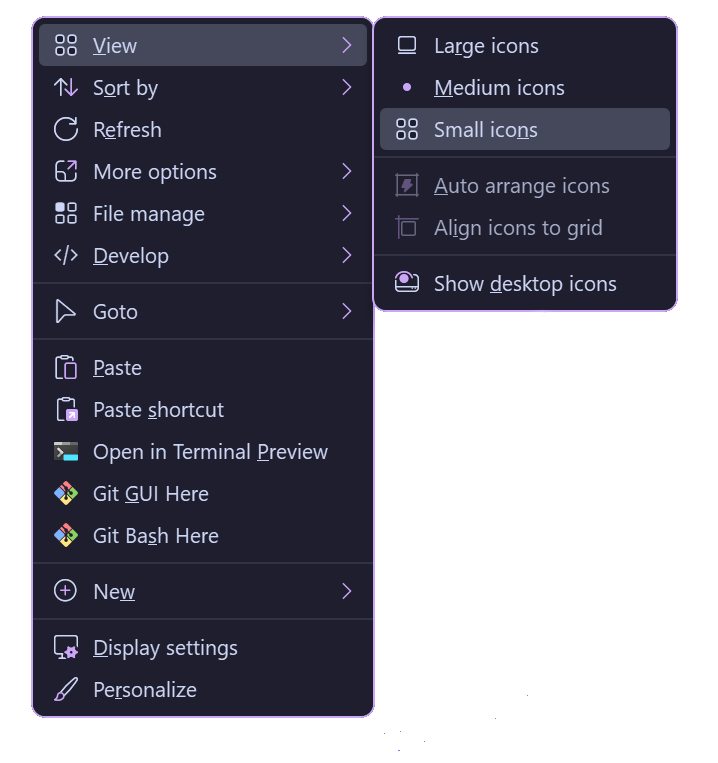 View
Sort by
Refresh
More options
File manage
Develop
Goto
Paste
Paste shortcut
Open in Terminal Preview
Git GUI Here
Git Bash Here
New
Display settings
Personalize
Large icons
Medium icons
Small icons
Auto arrange icons
Align icons to grid
Show desktop icons